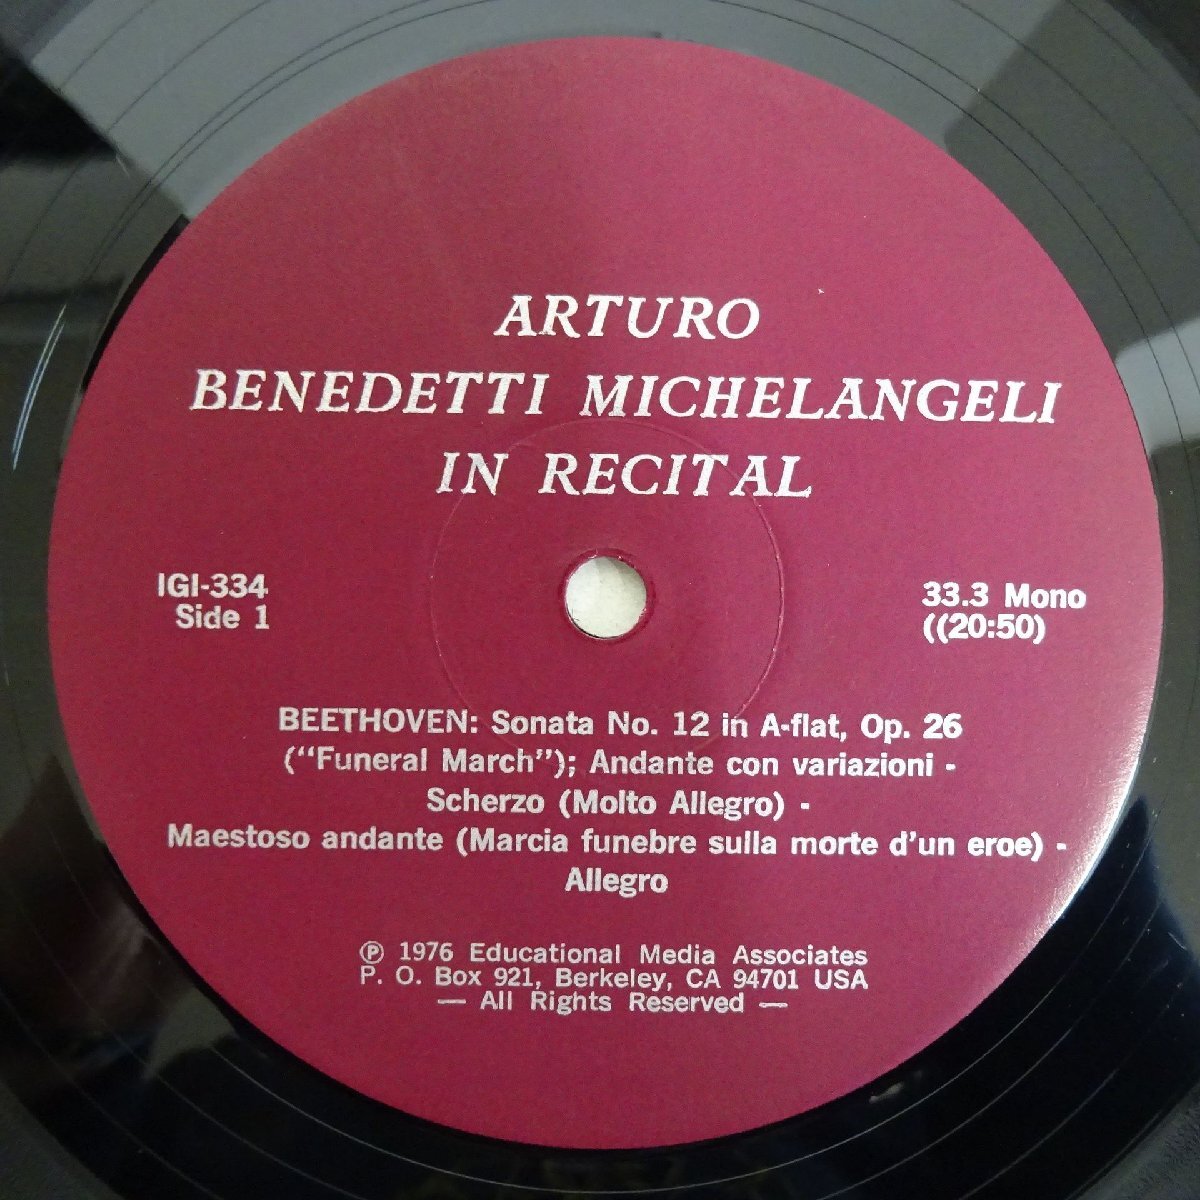 ARTURO
BENEDETTI MICHELANGELI
IN RECITAL
IGI-334
Side 1
33.3 Mono
((20:50)
BEETHOVEN: Sonata No. 12 in A-flat, Op. 26
("Funeral March"); Andante con variazioni -
Scherzo (Molto Allegro) -
Maestoso andante (Marcia funebre sulla morte d'un eroe) -
Allegro
℗ 1976 Educational Media Associates
P. O. Box 921, Berkeley, CA 94701 USA
— All Rights Reserved —